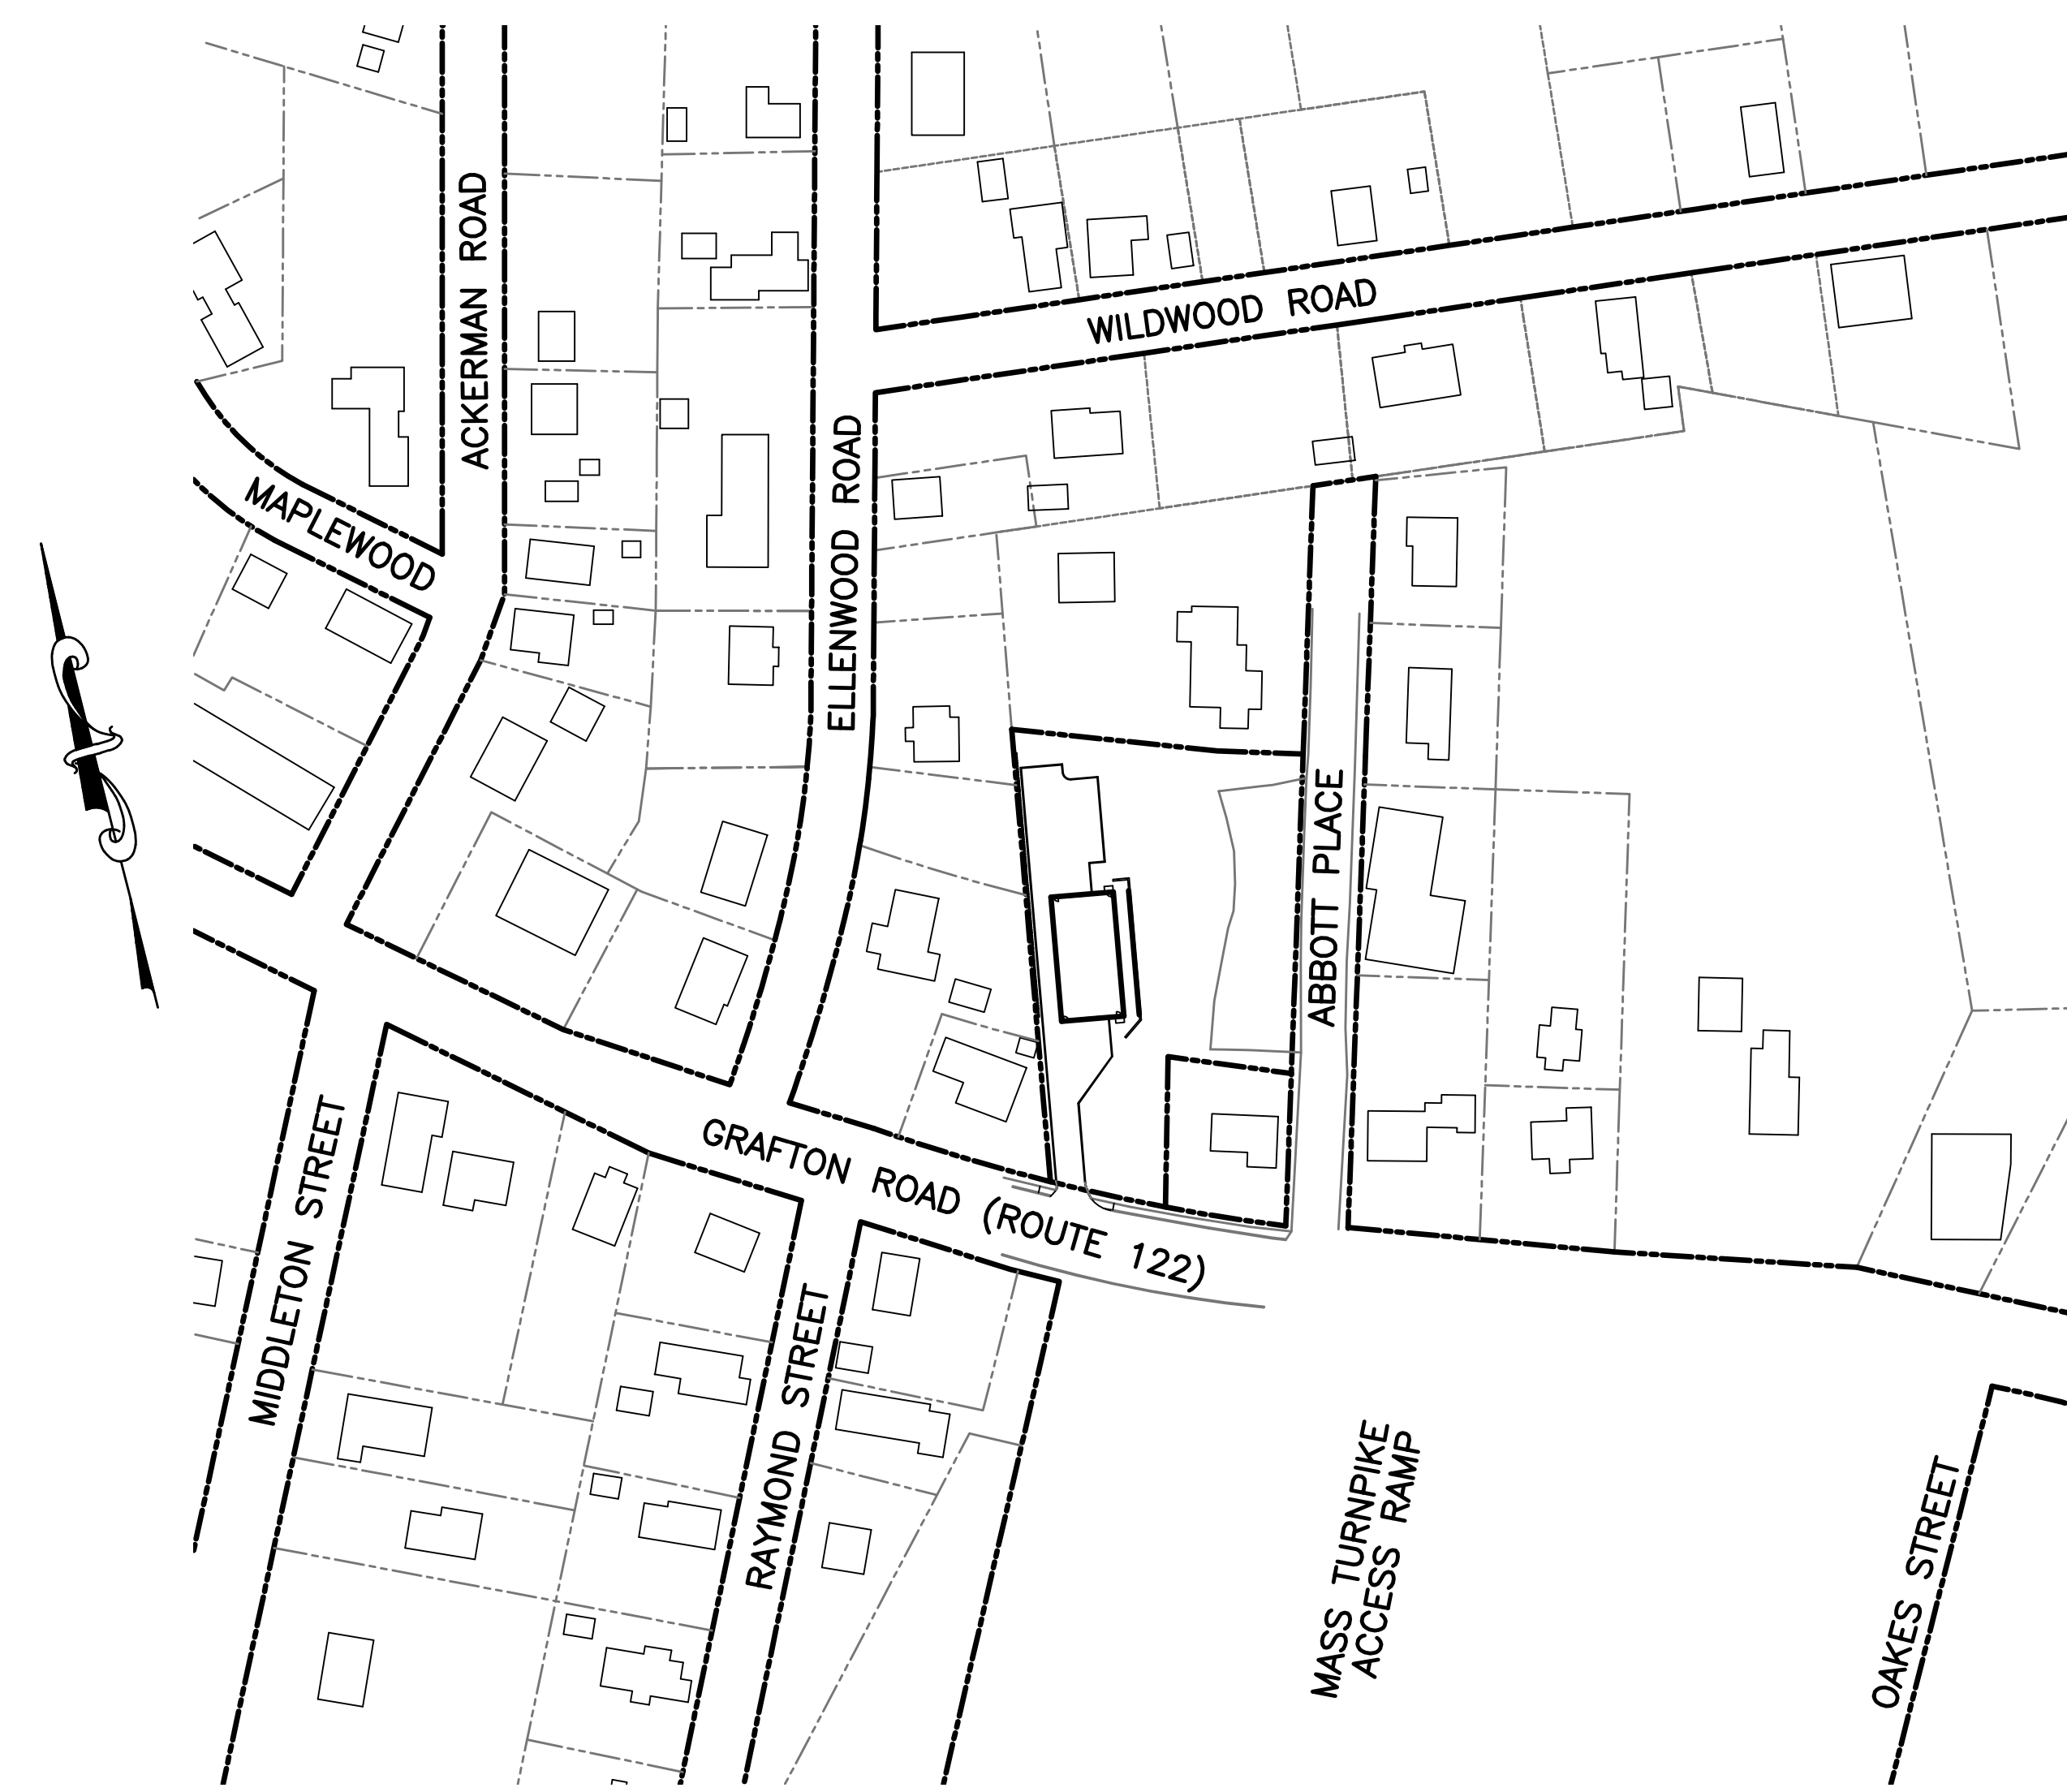 ACKERMAN ROAD
WILDWOOD ROAD
MAPLEWOOD
ELLENWOOD ROAD
ABBOTT PLACE
MIDDLETON STREET
GRAFTON ROAD (ROUTE 122)
RAYMOND STREET
MASS TURNPIKE
ACCESS RAMP
OAKES STREET